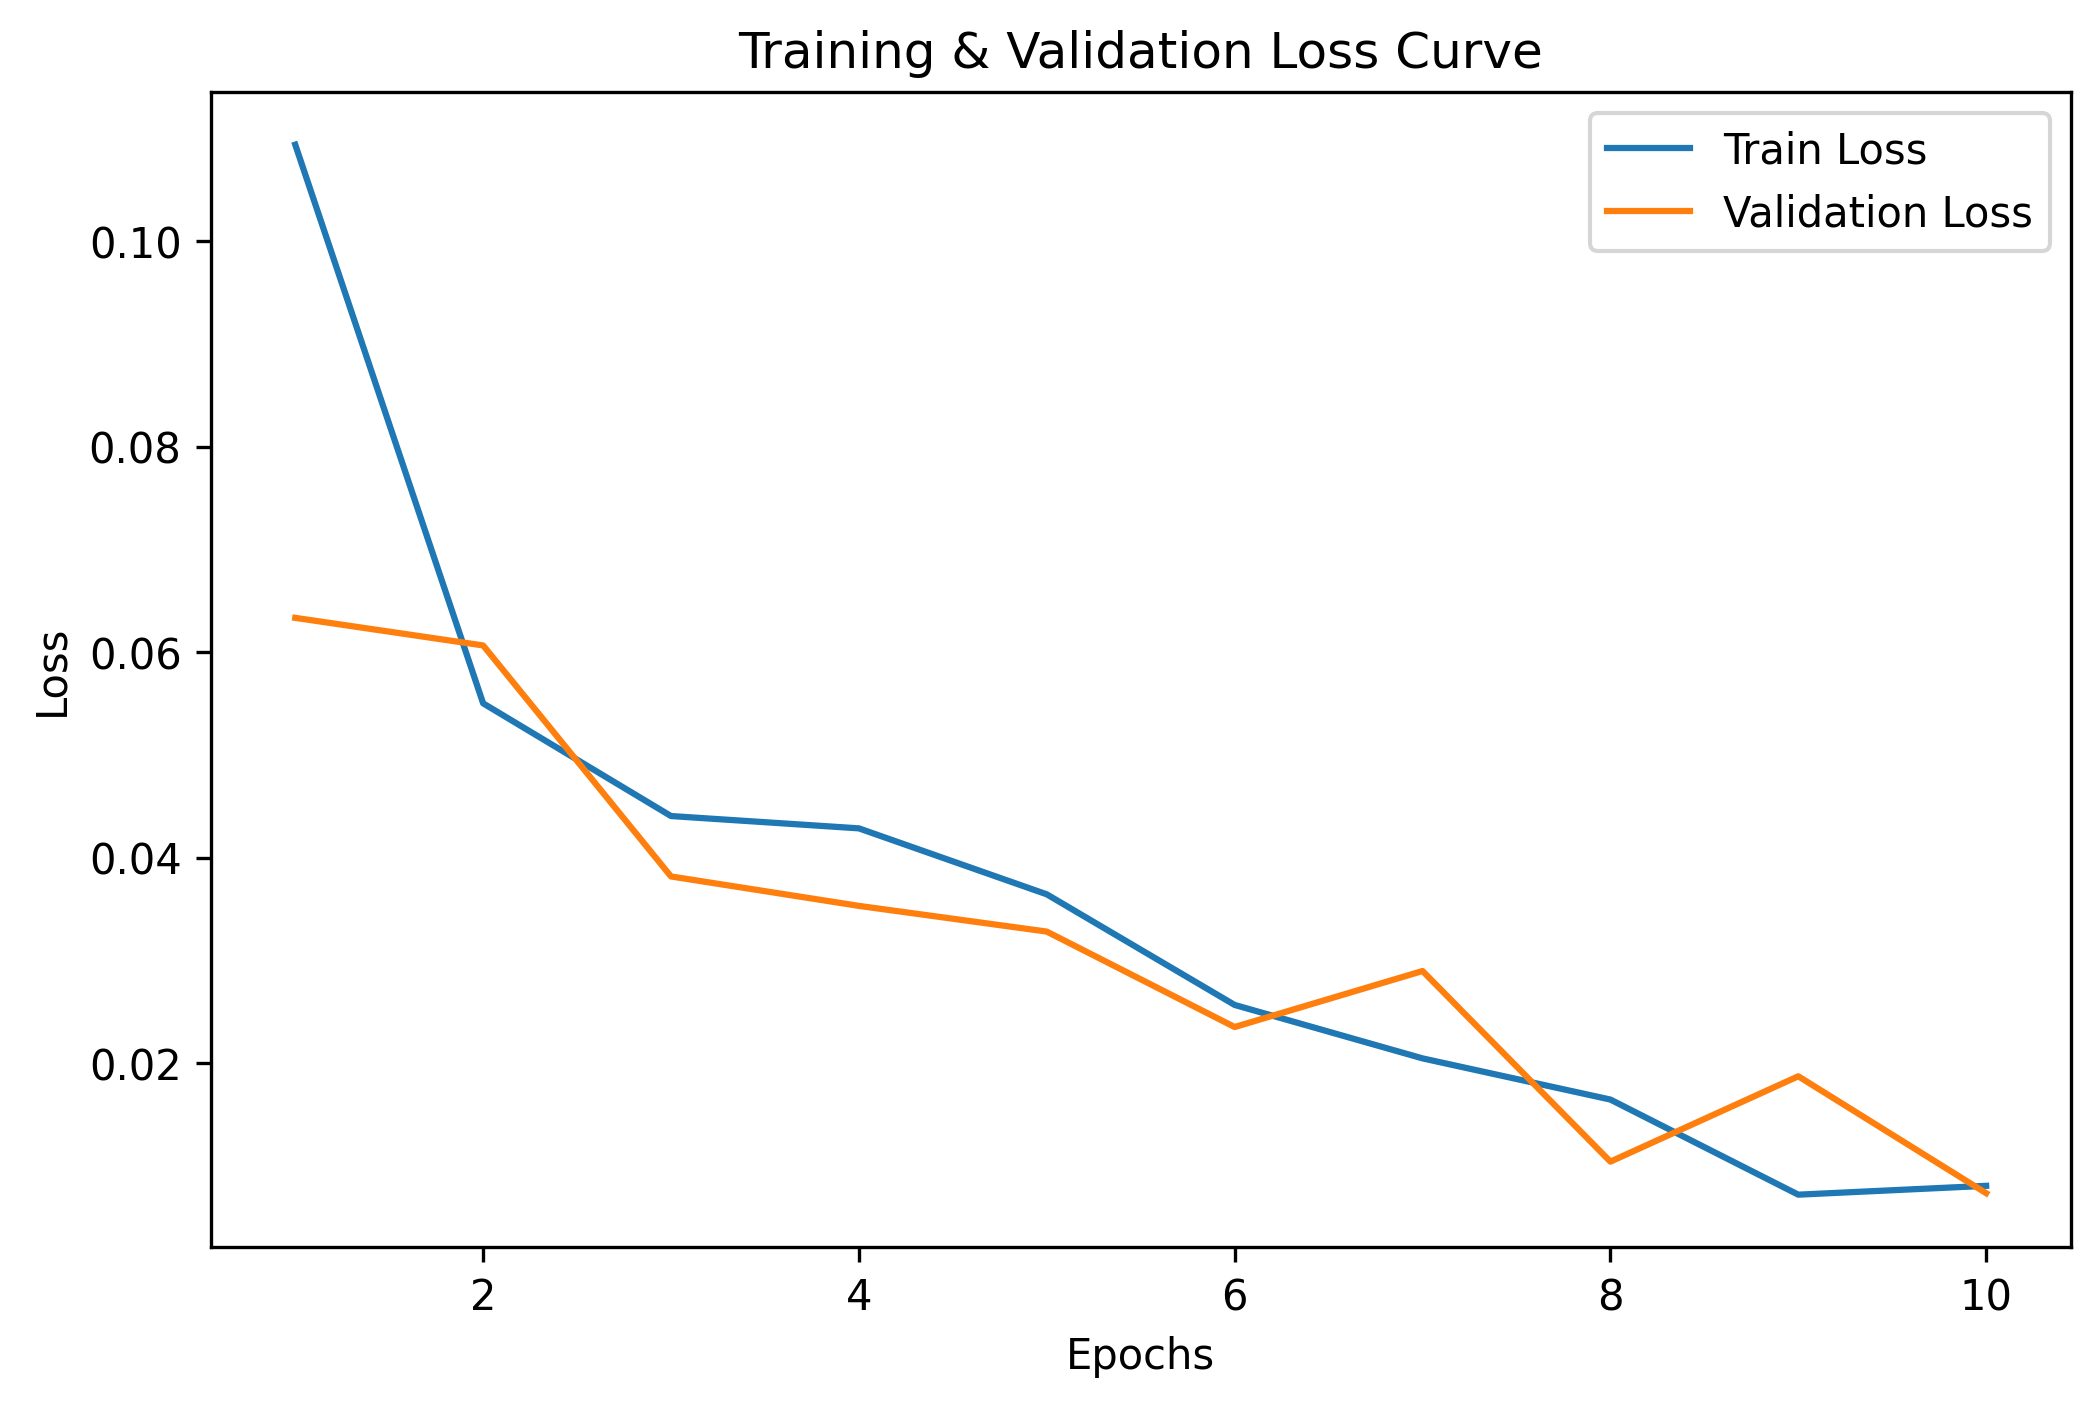 Training & Validation Loss Curve
Train Loss
Validation Loss
Loss
0.10
0.08
0.06
0.04
0.02
2 4 6 8 10
Epochs